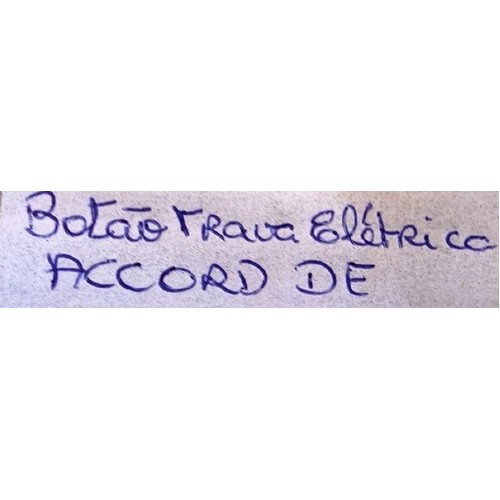 Botão Trava Elétrica
ACCORD DE